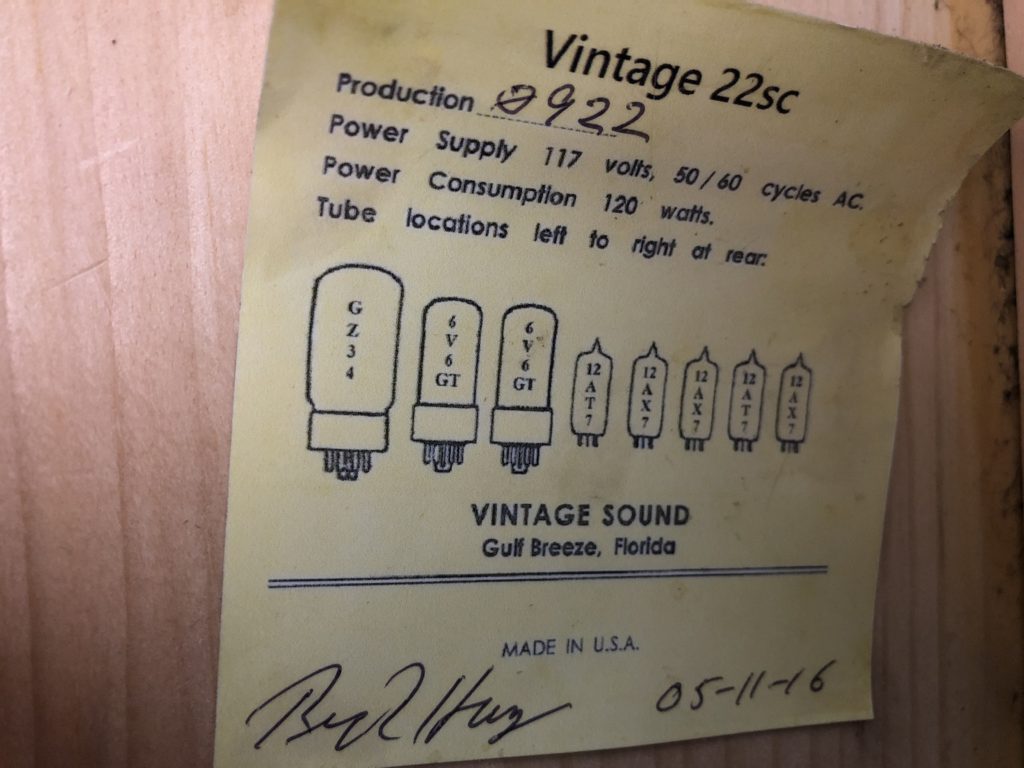 Vintage 22sc
Production 2922
Power Supply 117 volts, 50/60 cycles AC.
Power Consumption 120 watts.
Tube locations left to right at rear:
GZ34 6V6GT 6V6GT 12AT7 12AX7 12AX7 12AT7 12AX7
VINTAGE SOUND
Gulf Breeze, Florida
MADE IN U.S.A.
05-11-16